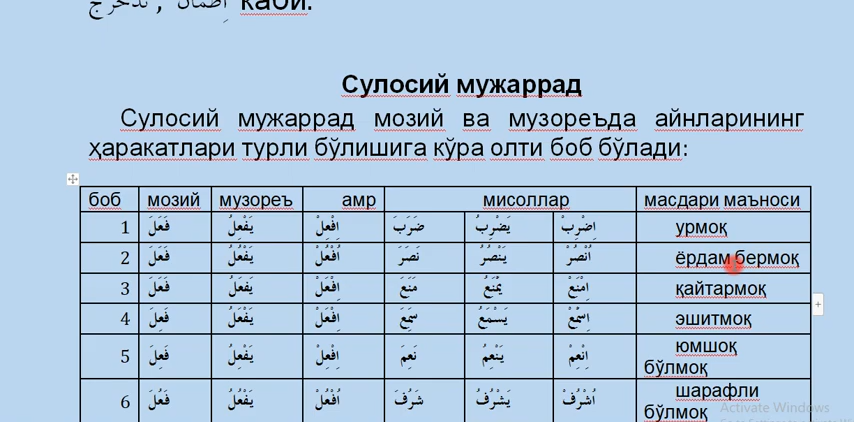 تدحرج , اِطْمَأَنَّ каби.
Сулосий мужаррад
Сулосий мужаррад мозий ва музореъда айнларининг
ҳаракатлари турли бўлишига кўра олти боб бўлади:
боб мозий музореъ амр мисоллар масдари маъноси
1 فَعَلَ يَفْعِلُ اِفْعِلْ ضَرَبَ يَضْرِبُ اِضْرِبْ урмоқ
2 فَعَلَ يَفْعُلُ اُفْعُلْ نَصَرَ يَنْصُرُ اُنْصُرْ ёрдам бермоқ
3 فَعَلَ يَفْعَلُ اِفْعَلْ مَنَعَ يَمْنَعُ اِمْنَعْ қайтармоқ
4 فَعِلَ يَفْعَلُ اِفْعَلْ سَمِعَ يَسْمَعُ اِسْمَعْ эшитмоқ
5 فَعِلَ يَفْعِلُ اِفْعِلْ نَعِمَ يَنْعِمُ اِنْعِمْ юмшоқ
бўлмоқ
6 فَعُلَ يَفْعُلُ اُفْعُلْ شَرُفَ يَشْرُفُ اُشْرُفْ шарафли
бўлмоқ
Activate Windows